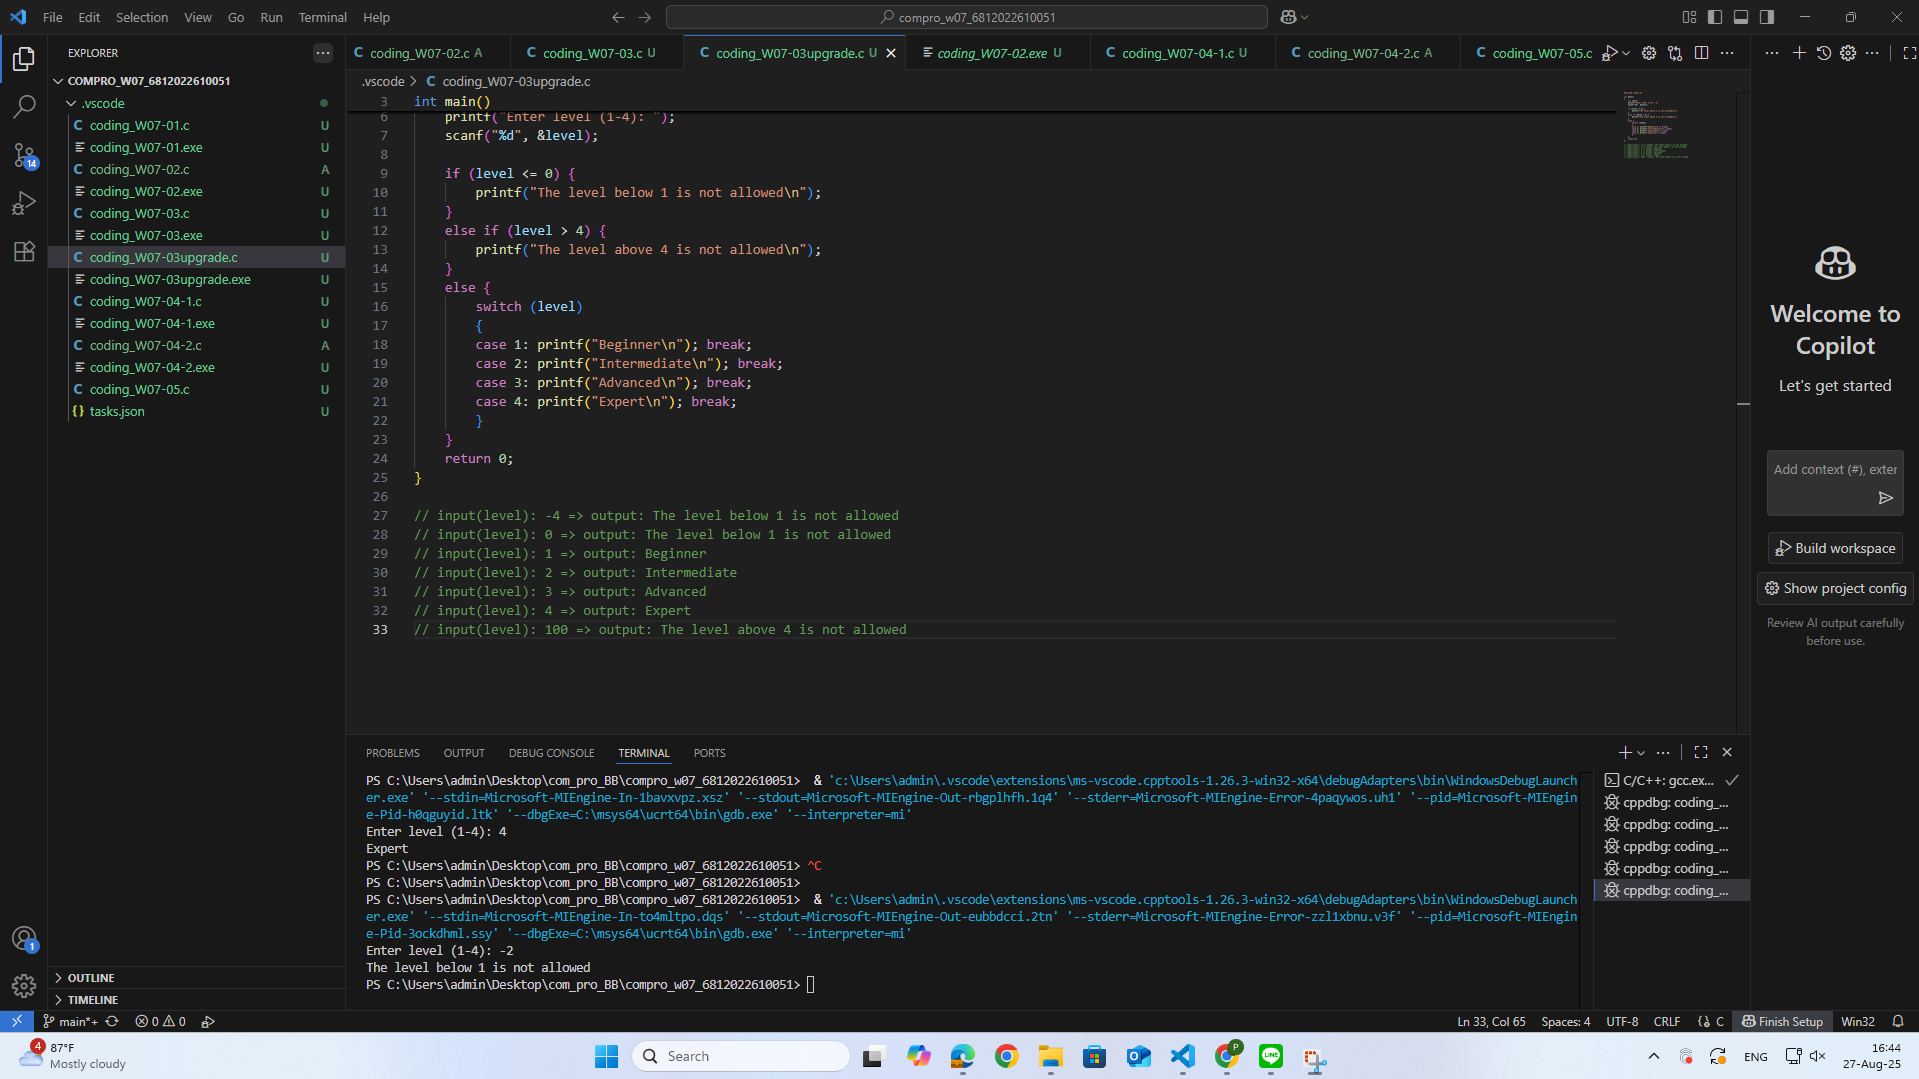 File Edit Selection View Go Run Terminal Help
compro_w07_6812022610051
EXPLORER
COMPRO_W07_6812022610051
.vscode
coding_W07-01.c U
coding_W07-01.exe U
coding_W07-02.c A
coding_W07-02.exe U
coding_W07-03.c U
coding_W07-03.exe U
coding_W07-03upgrade.c U
coding_W07-03upgrade.exe U
coding_W07-04-1.c U
coding_W07-04-1.exe U
coding_W07-04-2.c A
coding_W07-04-2.exe U
coding_W07-05.c U
tasks.json U
14
1
OUTLINE
TIMELINE
coding_W07-02.c A coding_W07-03.c U coding_W07-03upgrade.c U coding_W07-02.exe U coding_W07-04-1.c U coding_W07-04-2.c A coding_W07-05.c
.vscode > C coding_W07-03upgrade.c
3 int main()
6 printf("Enter level (1-4): ");
7 scanf("%d", &level);
8
9 if (level <= 0) {
10 printf("The level below 1 is not allowed\n");
11 }
12 else if (level > 4) {
13 printf("The level above 4 is not allowed\n");
14 }
15 else {
16 switch (level)
17 {
18 case 1: printf("Beginner\n"); break;
19 case 2: printf("Intermediate\n"); break;
20 case 3: printf("Advanced\n"); break;
21 case 4: printf("Expert\n"); break;
22 }
23 }
24 return 0;
25 }
26
27 // input(level): -4 => output: The level below 1 is not allowed
28 // input(level): 0 => output: The level below 1 is not allowed
29 // input(level): 1 => output: Beginner
30 // input(level): 2 => output: Intermediate
31 // input(level): 3 => output: Advanced
32 // input(level): 4 => output: Expert
33 // input(level): 100 => output: The level above 4 is not allowed
PROBLEMS OUTPUT DEBUG CONSOLE TERMINAL PORTS
PS C:\Users\admin\Desktop\com_pro_BB\compro_w07_6812022610051> & 'c:\Users\admin\.vscode\extensions\ms-vscode.cpptools-1.26.3-win32-x64\debugAdapters\bin\WindowsDebugLaunch
er.exe' '--stdin=Microsoft-MIEngine-In-1bavxvpz.xsz' '--stdout=Microsoft-MIEngine-Out-rbgplhfh.1q4' '--stderr=Microsoft-MIEngine-Error-4paqywos.uh1' '--pid=Microsoft-MIEngin
e-Pid-h0qguyid.ltk' '--dbgExe=C:\msys64\ucrt64\bin\gdb.exe' '--interpreter=mi'
Enter level (1-4): 4
Expert
PS C:\Users\admin\Desktop\com_pro_BB\compro_w07_6812022610051> ^C
PS C:\Users\admin\Desktop\com_pro_BB\compro_w07_6812022610051>
PS C:\Users\admin\Desktop\com_pro_BB\compro_w07_6812022610051> & 'c:\Users\admin\.vscode\extensions\ms-vscode.cpptools-1.26.3-win32-x64\debugAdapters\bin\WindowsDebugLaunch
er.exe' '--stdin=Microsoft-MIEngine-In-to4mltpo.dqs' '--stdout=Microsoft-MIEngine-Out-eubbdcci.2tn' '--stderr=Microsoft-MIEngine-Error-zzl1xbnu.v3f' '--pid=Microsoft-MIEngin
e-Pid-3ockdhml.ssy' '--dbgExe=C:\msys64\ucrt64\bin\gdb.exe' '--interpreter=mi'
Enter level (1-4): -2
The level below 1 is not allowed
PS C:\Users\admin\Desktop\com_pro_BB\compro_w07_6812022610051>
C/C++: gcc.ex...
cppdbg: coding_...
cppdbg: coding_...
cppdbg: coding_...
cppdbg: coding_...
cppdbg: coding_...
Welcome to
Copilot
Let's get started
Add context (#), exter
Build workspace
Show project config
Review AI output carefully
before use.
main*+ 0 0 Ln 33, Col 65 Spaces: 4 UTF-8 CRLF {} C Finish Setup Win32
4
87°F
Mostly cloudy
Search
P
LINE
ENG
16:44
27-Aug-25